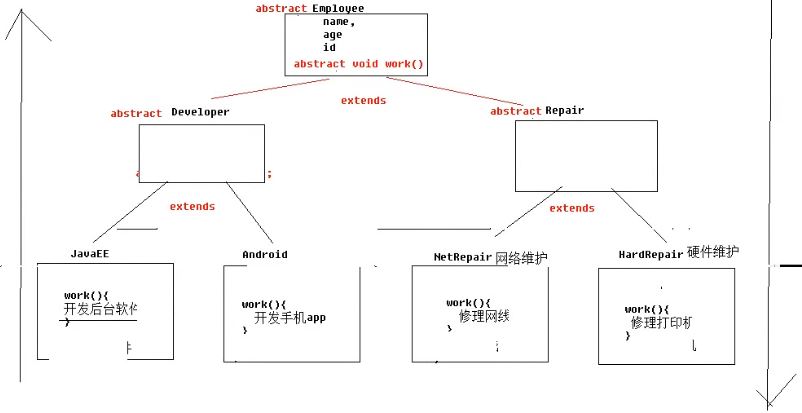 abstract Employee
name,
age
id
abstract void work()
extends
abstract Developer
abstract Repair
;
extends
extends
JavaEE
Android
NetRepair 网络维护
HardRepair 硬件维护
work(){
开发后台软件
}
work(){
开发手机app
}
work(){
修理网线
}
work(){
修理打印机
}